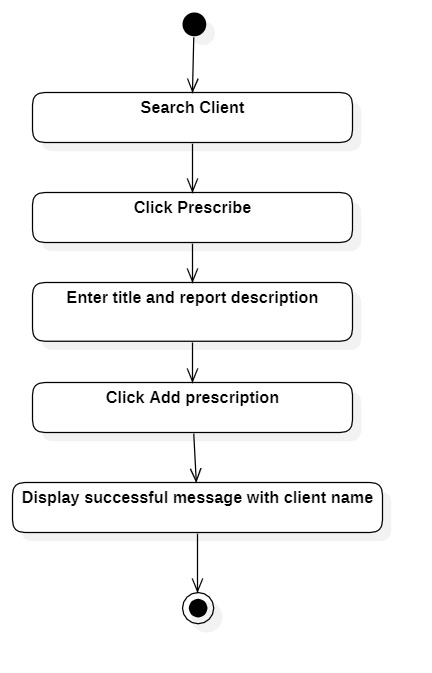 Search Client
Click Prescribe
Enter title and report description
Click Add prescription
Display successful message with client name